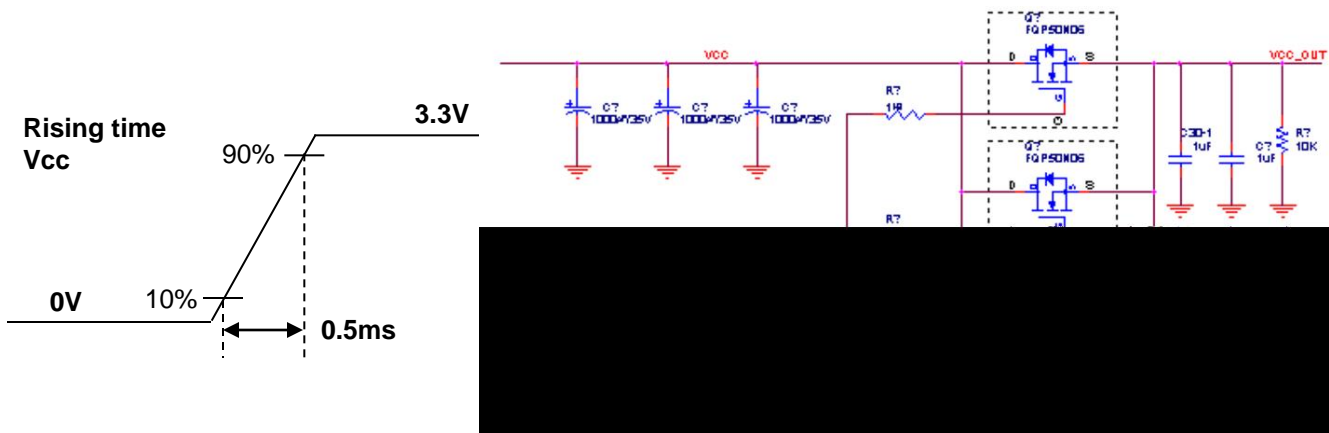 Rising time
Vcc
3.3V
90%
10%
0V
0.5ms
Q?
FQP50N06
VCC
VCC_OUT
D
S
G
R?
C?
1000uF/35V
C?
1000uF/35V
C?
1000uF/35V
C30-1
1uF
C?
1uF
R?
10K
Q?
FQP50N06
D
S
R?